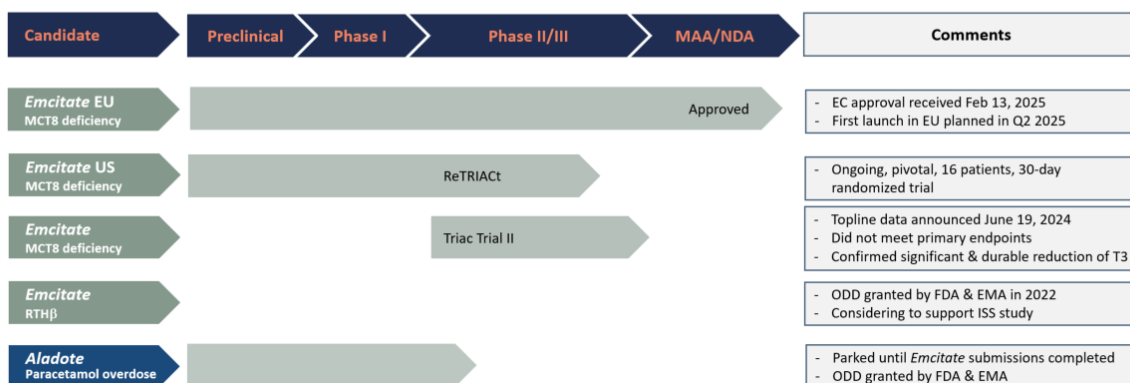 Candidate
Preclinical
Phase I
Phase II/III
MAA/NDA
Comments
Emcitate EU
MCT8 deficiency
Approved
- EC approval received Feb 13, 2025
- First launch in EU planned in Q2 2025
Emcitate US
MCT8 deficiency
ReTRIACt
- Ongoing, pivotal, 16 patients, 30-day
randomized trial
Emcitate
MCT8 deficiency
Triac Trial II
- Topline data announced June 19, 2024
- Did not meet primary endpoints
- Confirmed significant & durable reduction of T3
Emcitate
RTHβ
- ODD granted by FDA & EMA in 2022
- Considering to support ISS study
Aladote
Paracetamol overdose
- Parked until Emcitate submissions completed
- ODD granted by FDA & EMA